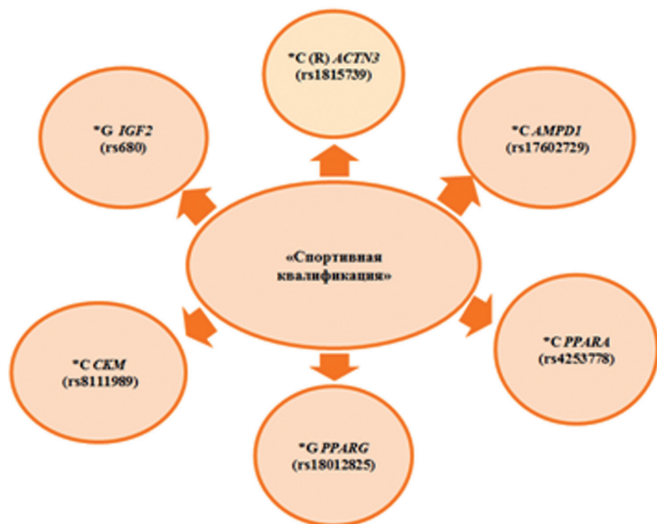 *C (R) ACTN3
(rs1815739)
*G IGF2
(rs680)
*C AMPD1
(rs17602729)
«Спортивная
квалификация»
*C CKM
(rs8111989)
*C PPARA
(rs4253778)
*G PPARG
(rs18012825)